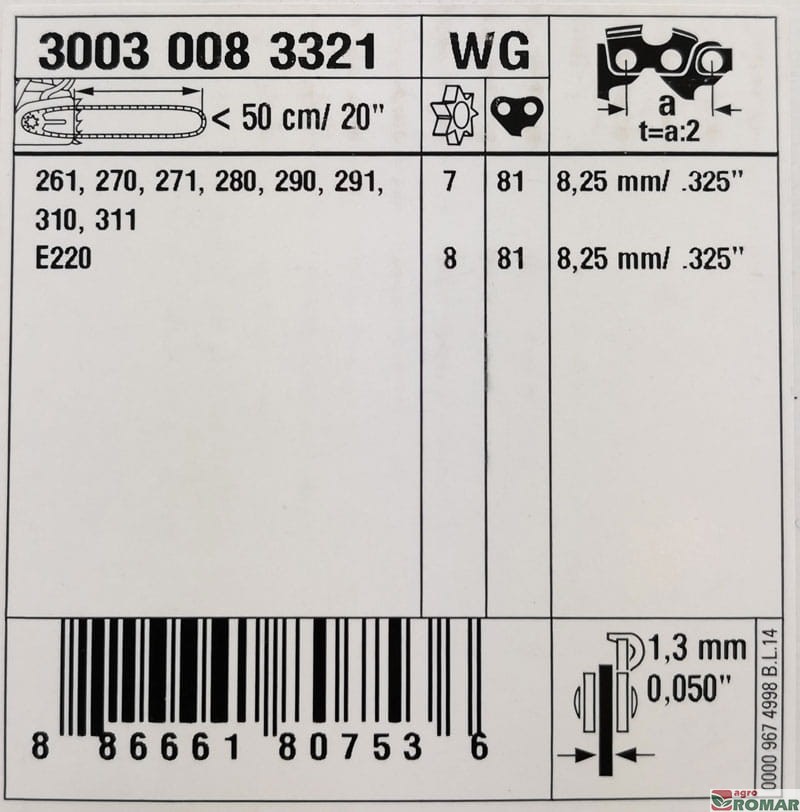 3003 008 3321 WG
< 50 cm/ 20"
a
t=a:2
261, 270, 271, 280, 290, 291, 7 81 8,25 mm/ .325"
310, 311
E220 8 81 8,25 mm/ .325"
8 86661 80753 6
1,3 mm
0,050"
0000 967 4998 B.L.14
agro
ROMAR